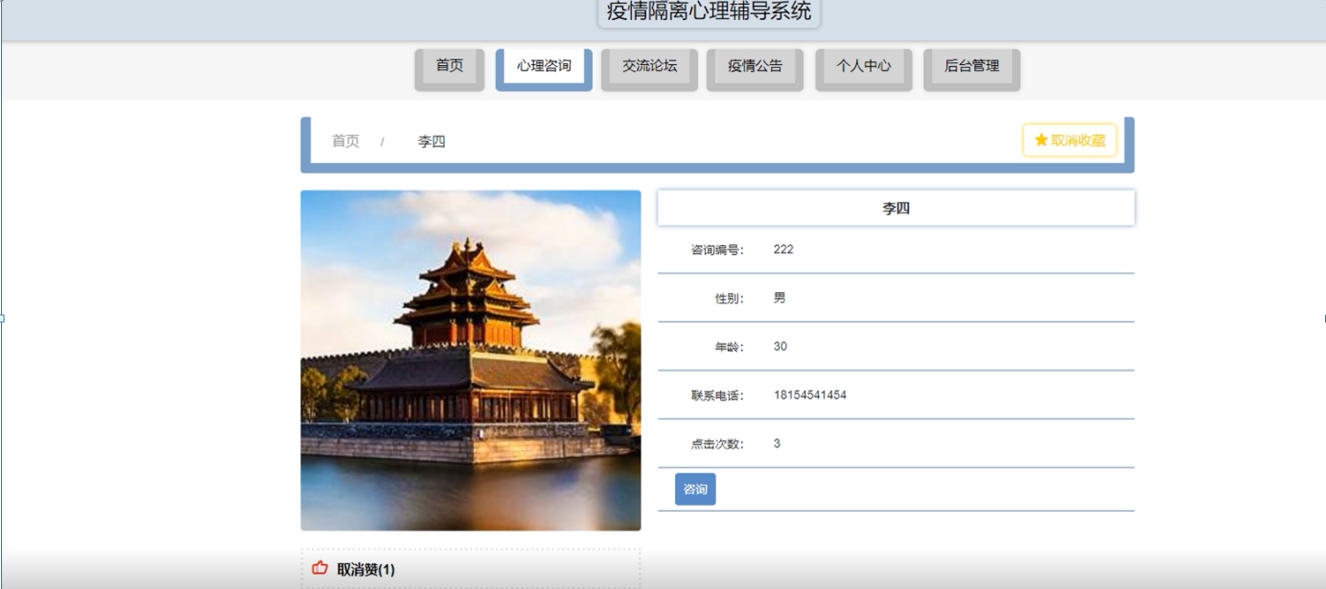 疫情隔离心理辅导系统
首页 心理咨询 交流论坛 疫情公告 个人中心 后台管理
首页 / 李四 取消收藏
李四
咨询编号： 222
性别： 男
年龄： 30
联系电话： 18154541454
点击次数： 3
咨询
取消赞(1)